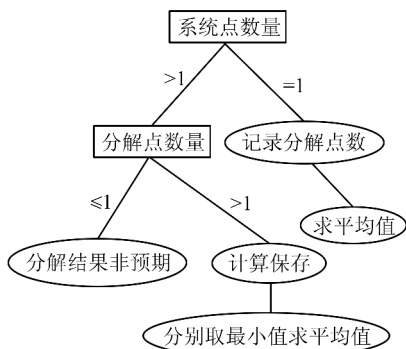 系统点数量
>1
=1
分解点数量
记录分解点数
≤1
>1
求平均值
分解结果非预期
计算保存
分别取最小值求平均值